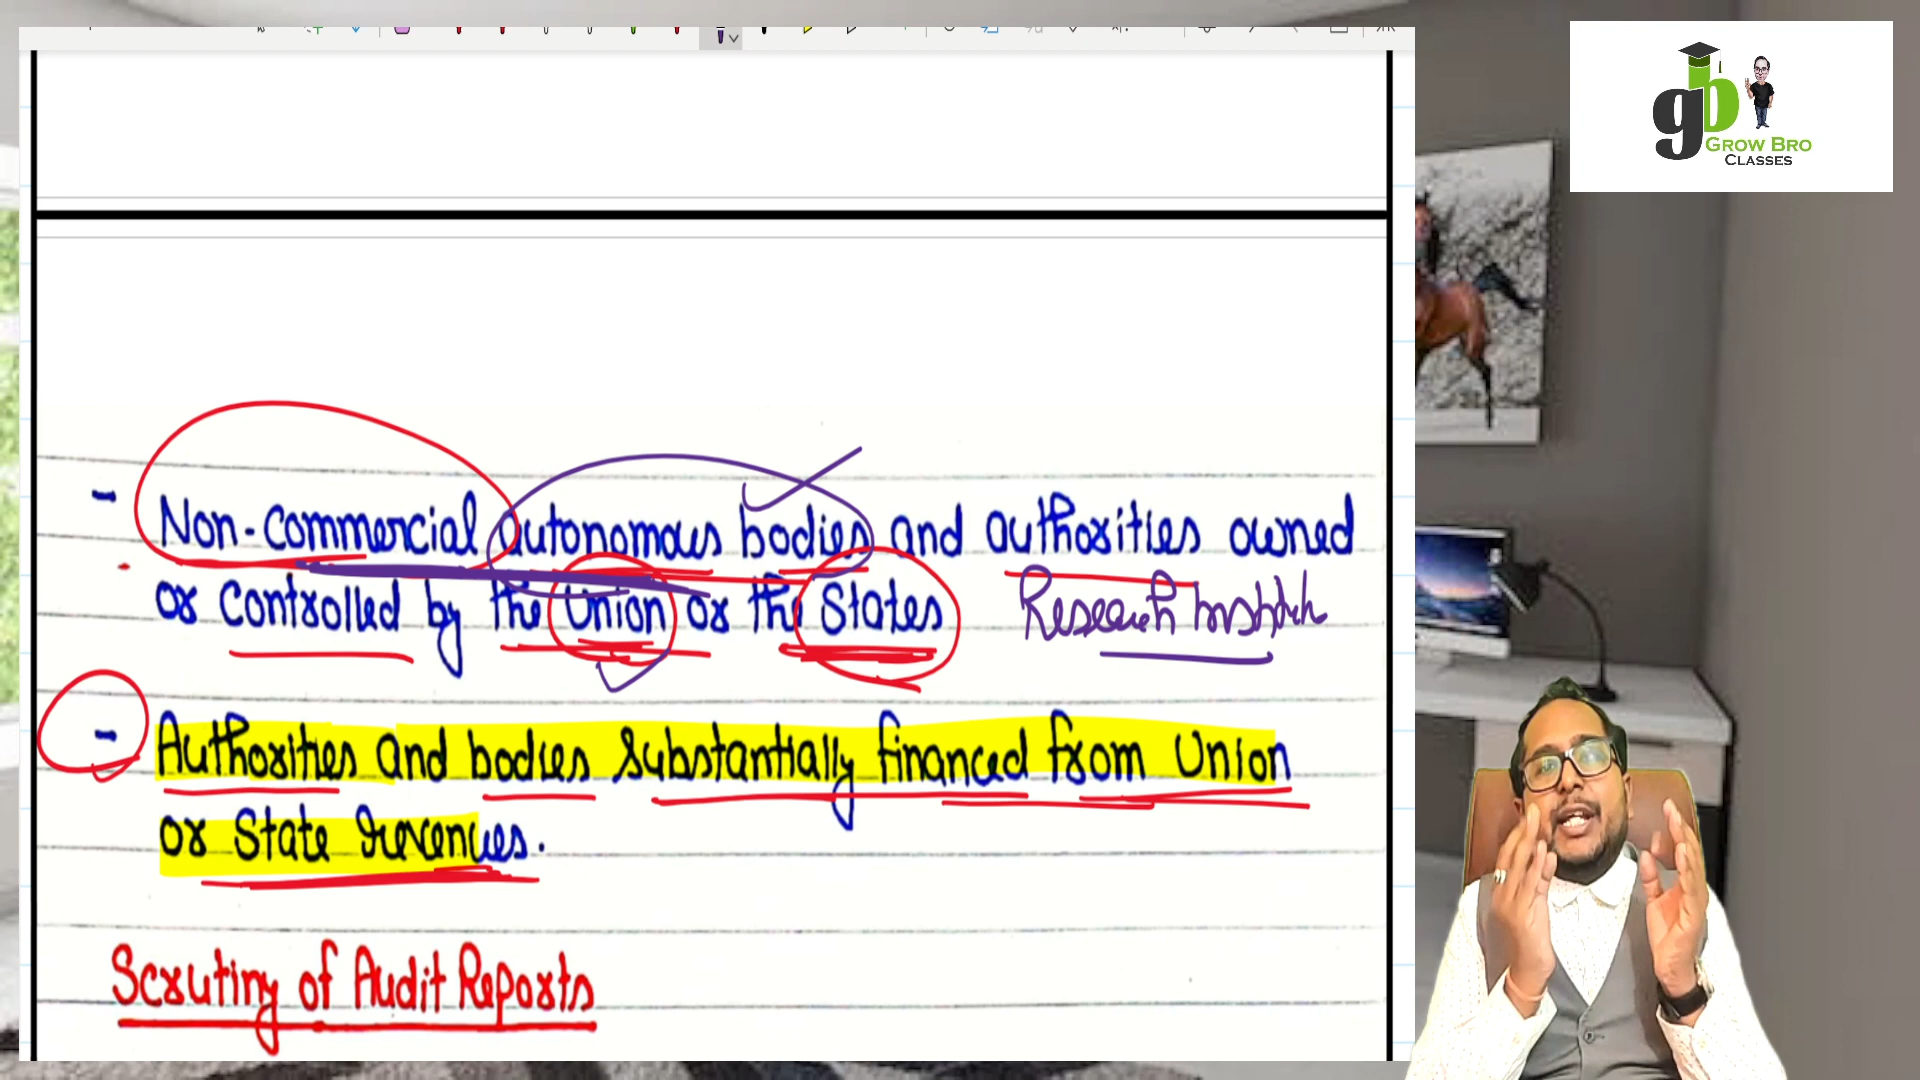 gb
GROW BRO
CLASSES
- Non-Commercial autonomous bodies and authorities owned
or Controlled by the Union or the States Research Institute
- Authorities and bodies Substantially financed from Union
or State revenues.
Scrutiny of Audit Reports